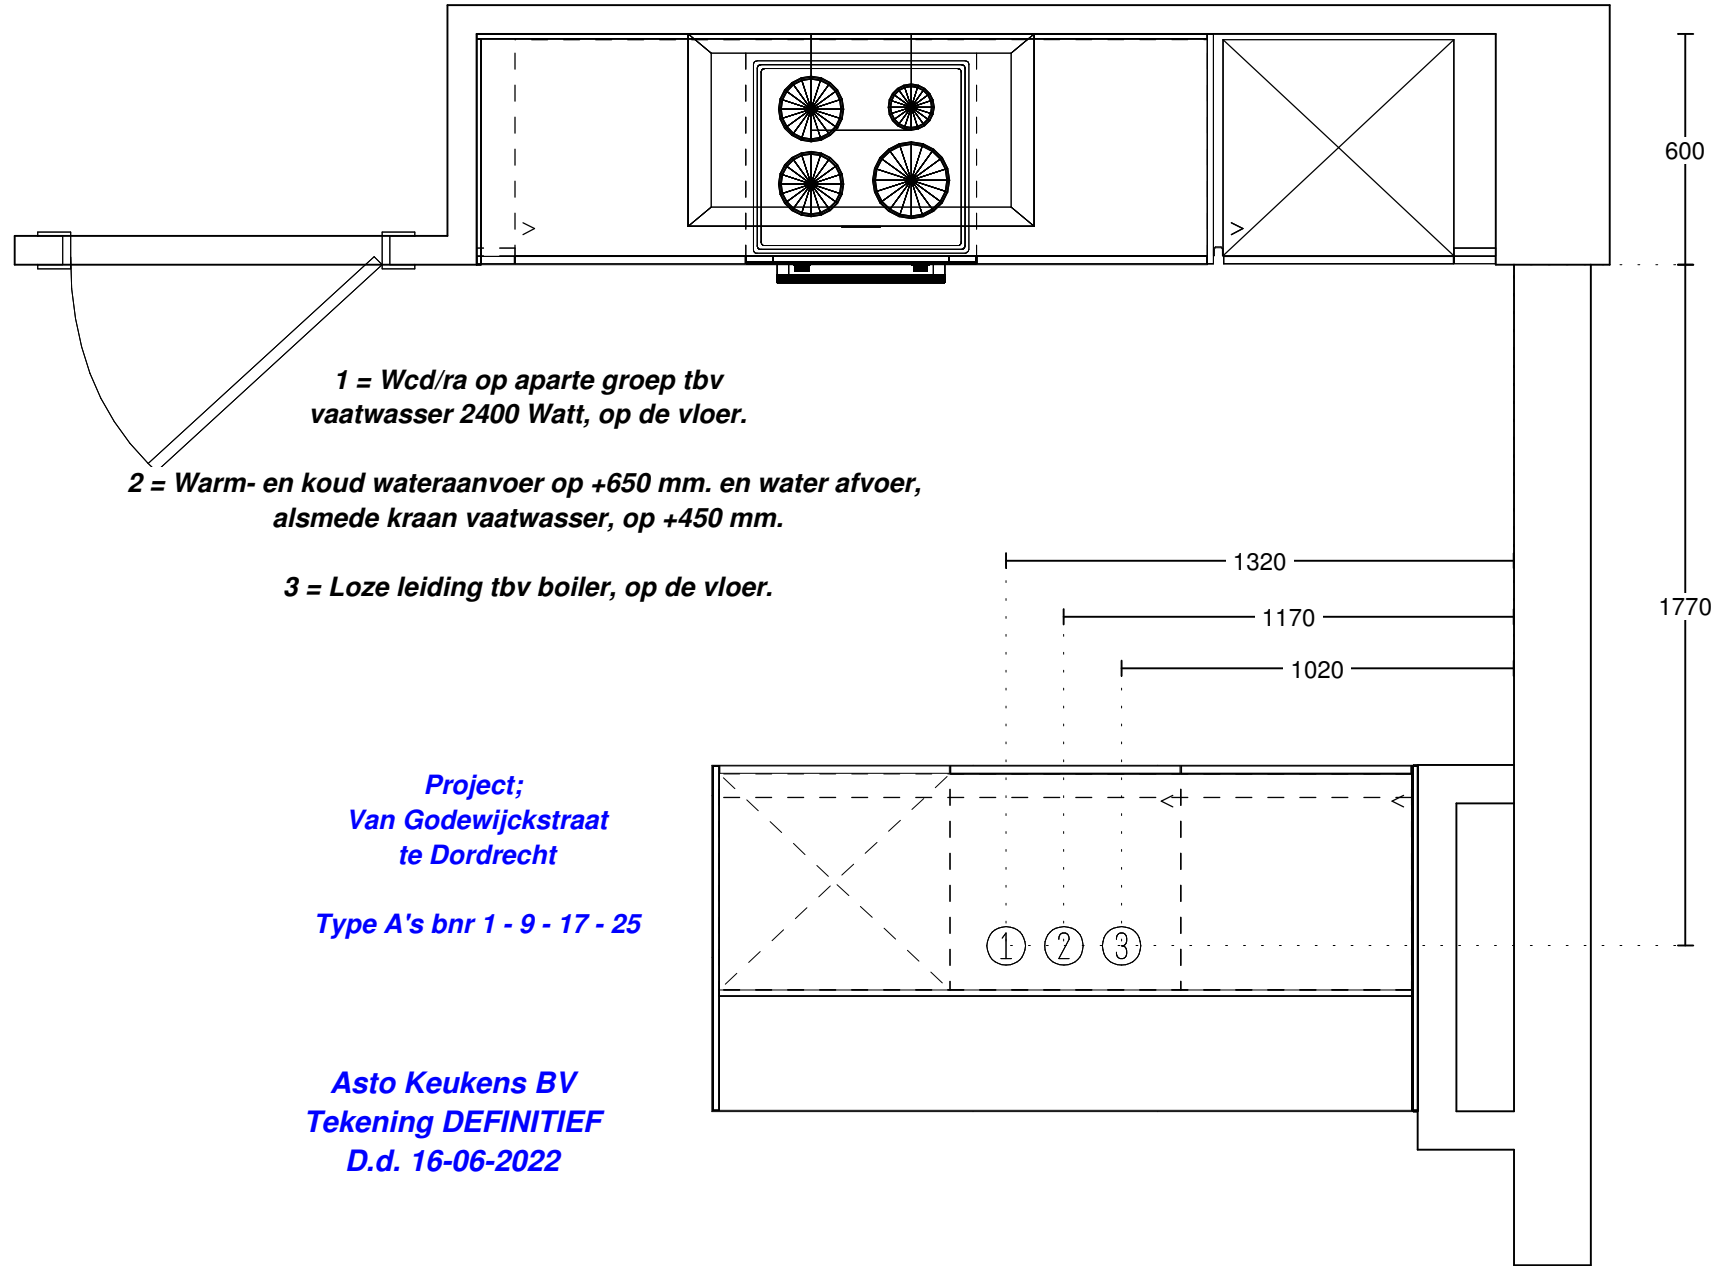 600
1 = Wcd/ra op aparte groep tbv
vaatwasser 2400 Watt, op de vloer.
2 = Warm- en koud wateraanvoer op +650 mm. en water afvoer,
alsmede kraan vaatwasser, op +450 mm.
3 = Loze leiding tbv boiler, op de vloer.
1320
1770
1170
1020
Project;
Van Godewijckstraat
te Dordrecht
Type A's bnr 1 - 9 - 17 - 25
1 2 3
Asto Keukens BV
Tekening DEFINITIEF
D.d. 16-06-2022